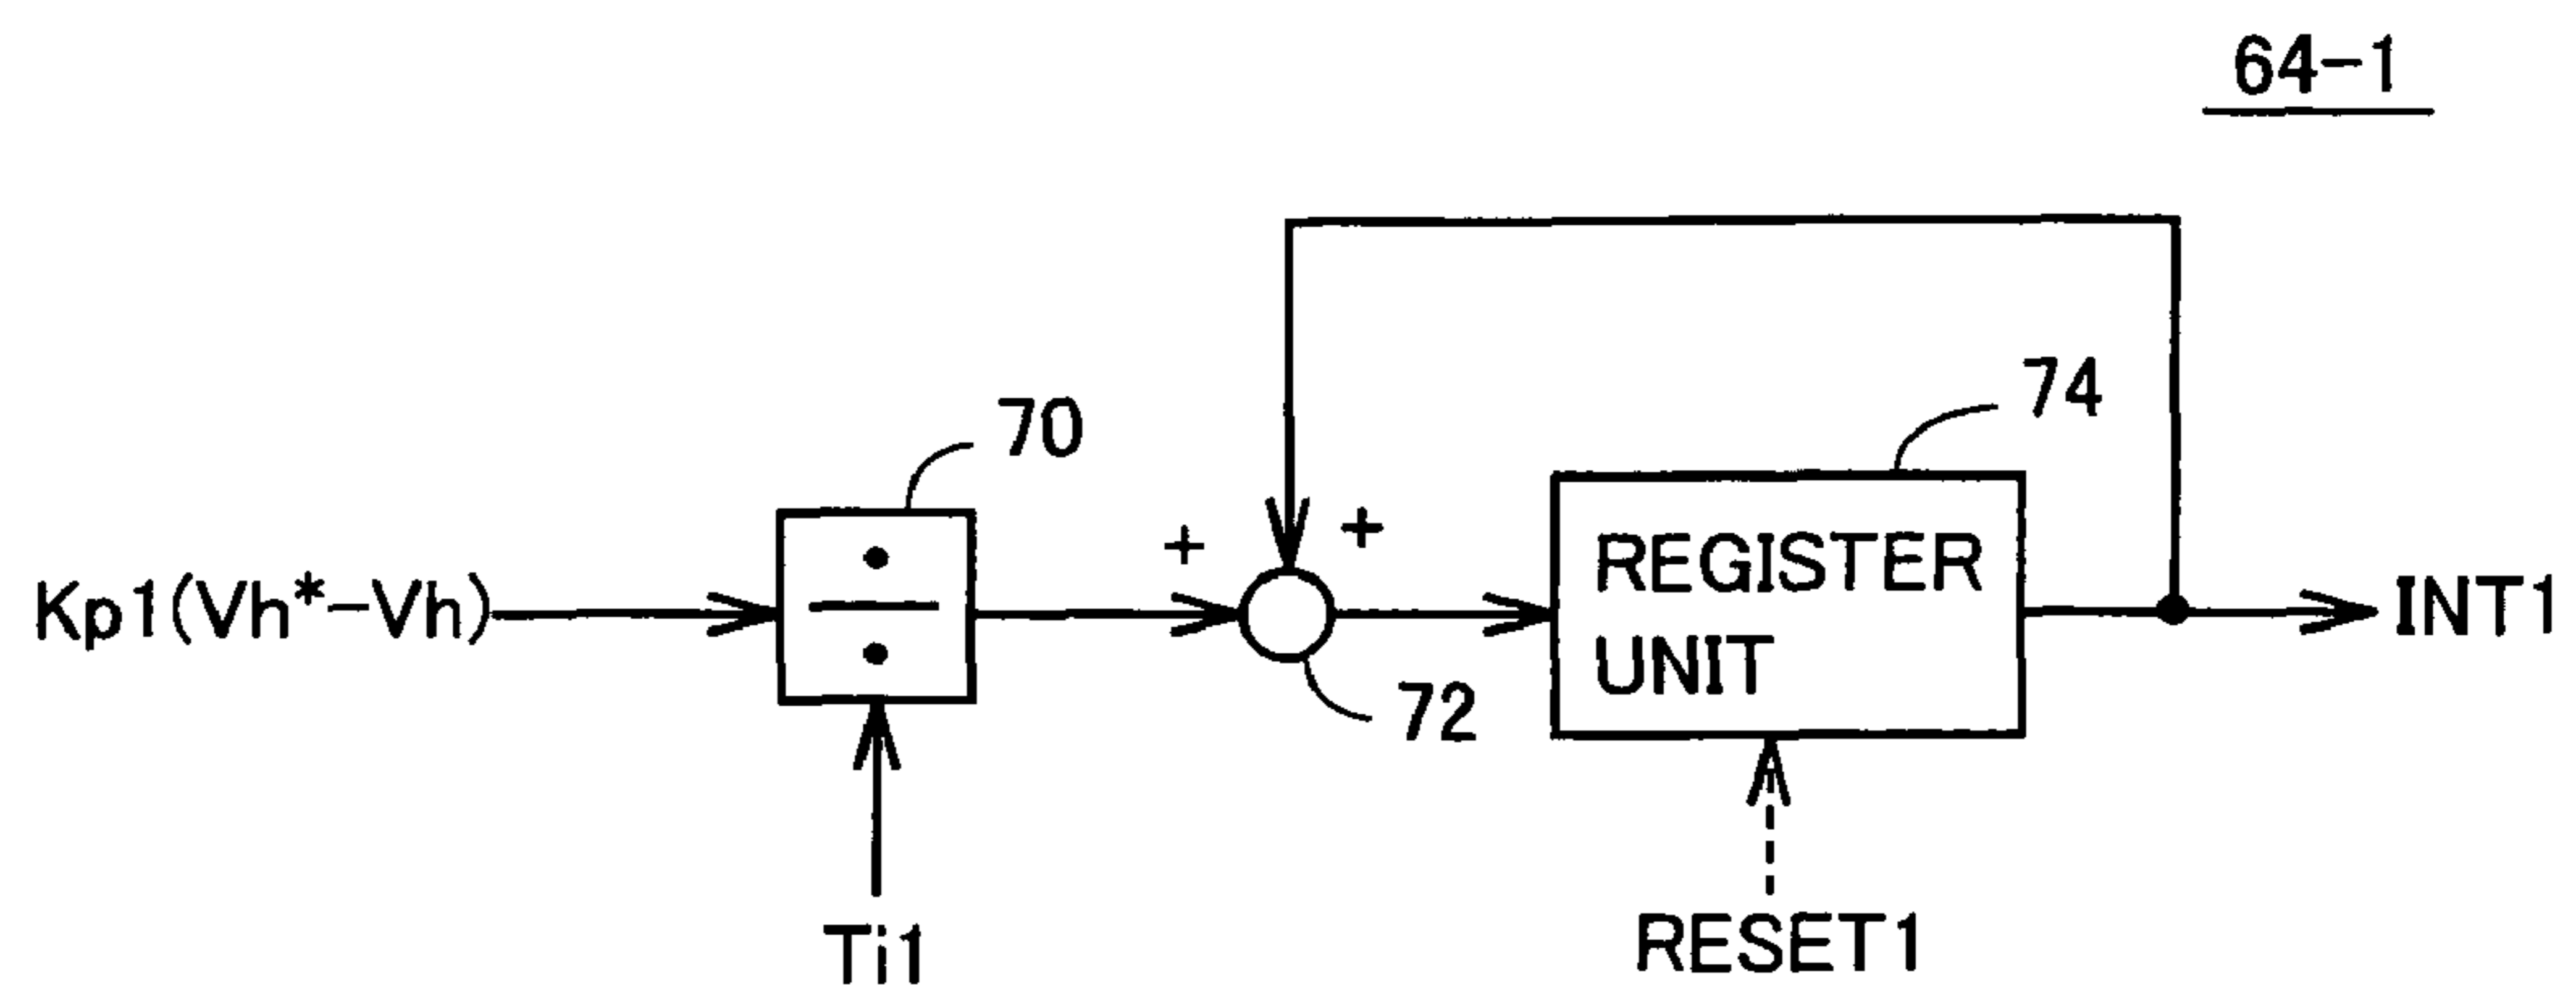 64-1
74
70
+
+
÷
Kp1(Vh*-Vh)
REGISTER
UNIT
INT1
72
Ti1
RESET1